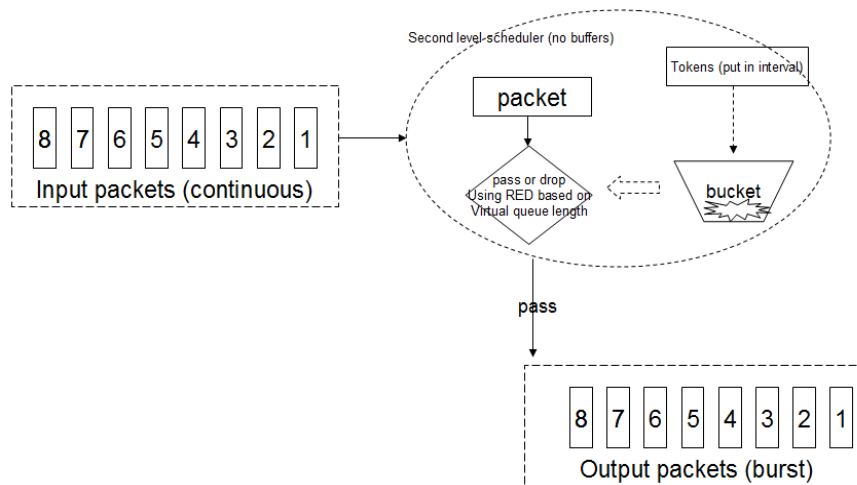 Second level-scheduler (no buffers)
Tokens (put in interval)
packet
8 7 6 5 4 3 2 1
Input packets (continuous)
pass or drop
Using RED based on
Virtual queue length
bucket
pass
8 7 6 5 4 3 2 1
Output packets (burst)